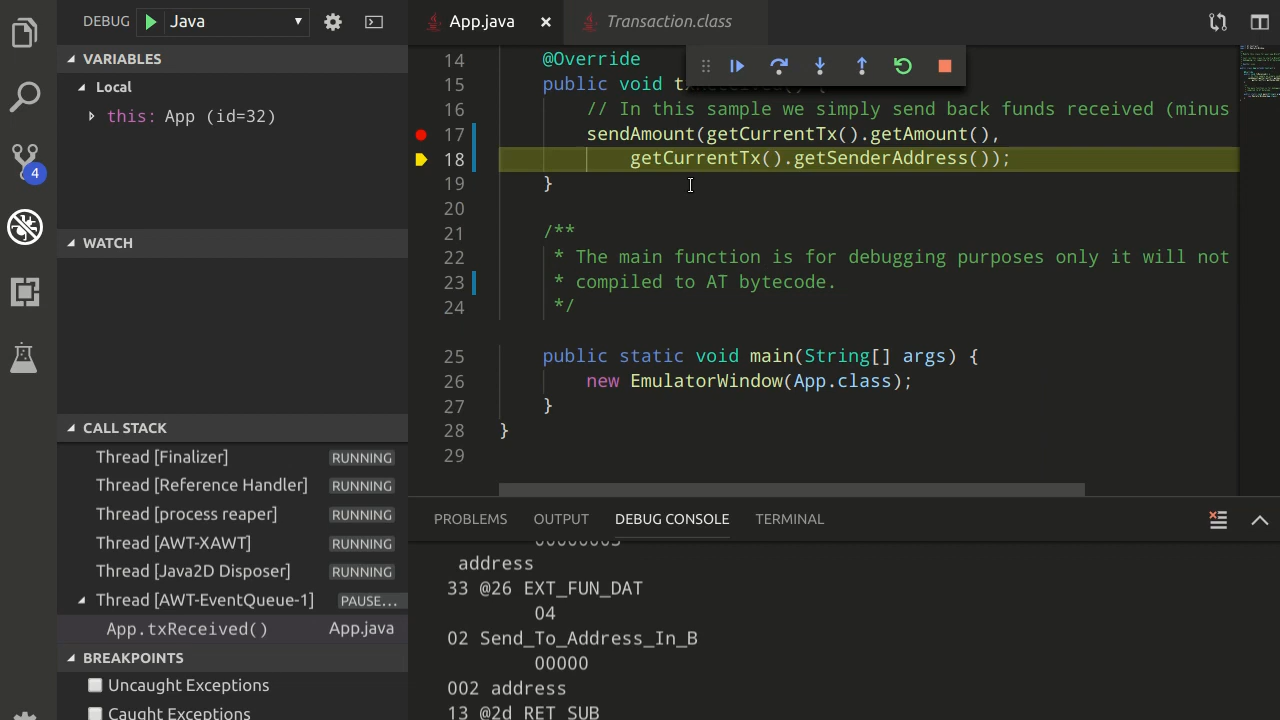 DEBUG Java
VARIABLES
Local
this: App (id=32)
4
WATCH
CALL STACK
Thread [Finalizer] RUNNING
Thread [Reference Handler] RUNNING
Thread [process reaper] RUNNING
Thread [AWT-XAWT] RUNNING
Thread [Java2D Disposer] RUNNING
Thread [AWT-EventQueue-1] PAUSE...
App.txReceived() App.java
BREAKPOINTS
Uncaught Exceptions
Caught Exceptions
App.java Transaction.class
14 @Override
15 public void
16 // In this sample we simply send back funds received (minus
17 sendAmount(getCurrentTx().getAmount(),
18 getCurrentTx().getSenderAddress());
19 }
20
21 /**
22 * The main function is for debugging purposes only it will not
23 * compiled to AT bytecode.
24 */
25 public static void main(String[] args) {
26 new EmulatorWindow(App.class);
27 }
28 }
29
PROBLEMS OUTPUT DEBUG CONSOLE TERMINAL
00000003
address
33 @26 EXT_FUN_DAT
04
02 Send_To_Address_In_B
00000
002 address
13 @2d RET_SUB